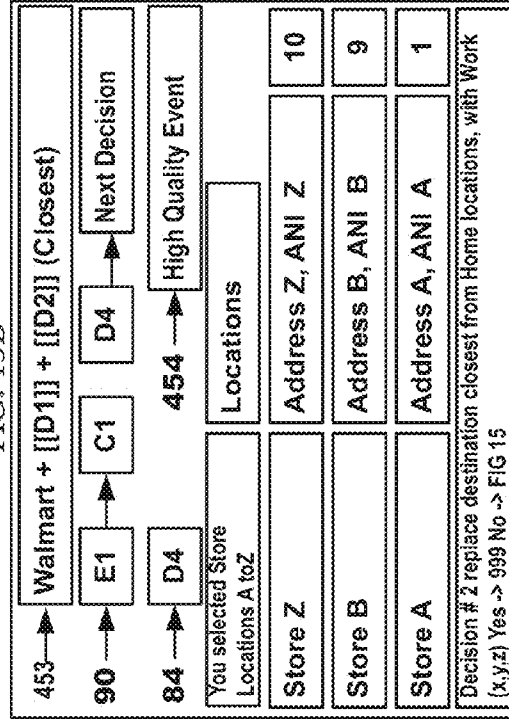 453 Walmart + [[D1]] + [[D2]] (Closest)
90 E1 C1 D4 Next Decision
84 D4 454 High Quality Event
You selected Store
Locations A toZ
Locations
Store Z Address Z, ANI Z 10
Store B Address B, ANI B 9
Store A Address A, ANI A 1
Decision # 2 replace destination closest from Home locations, with Work
(x,y,z) Yes -> 999 No -> FIG 15